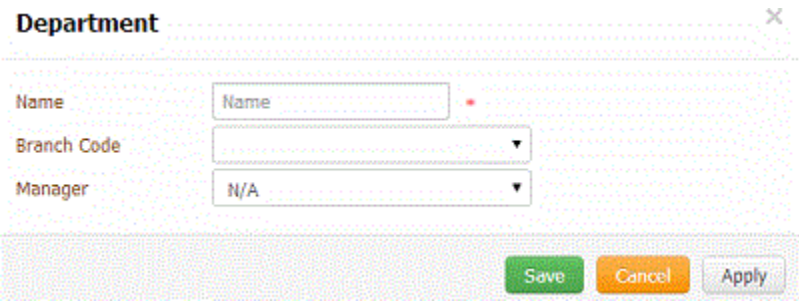 Department
Name Name *
Branch Code
Manager N/A
Save Cancel Apply